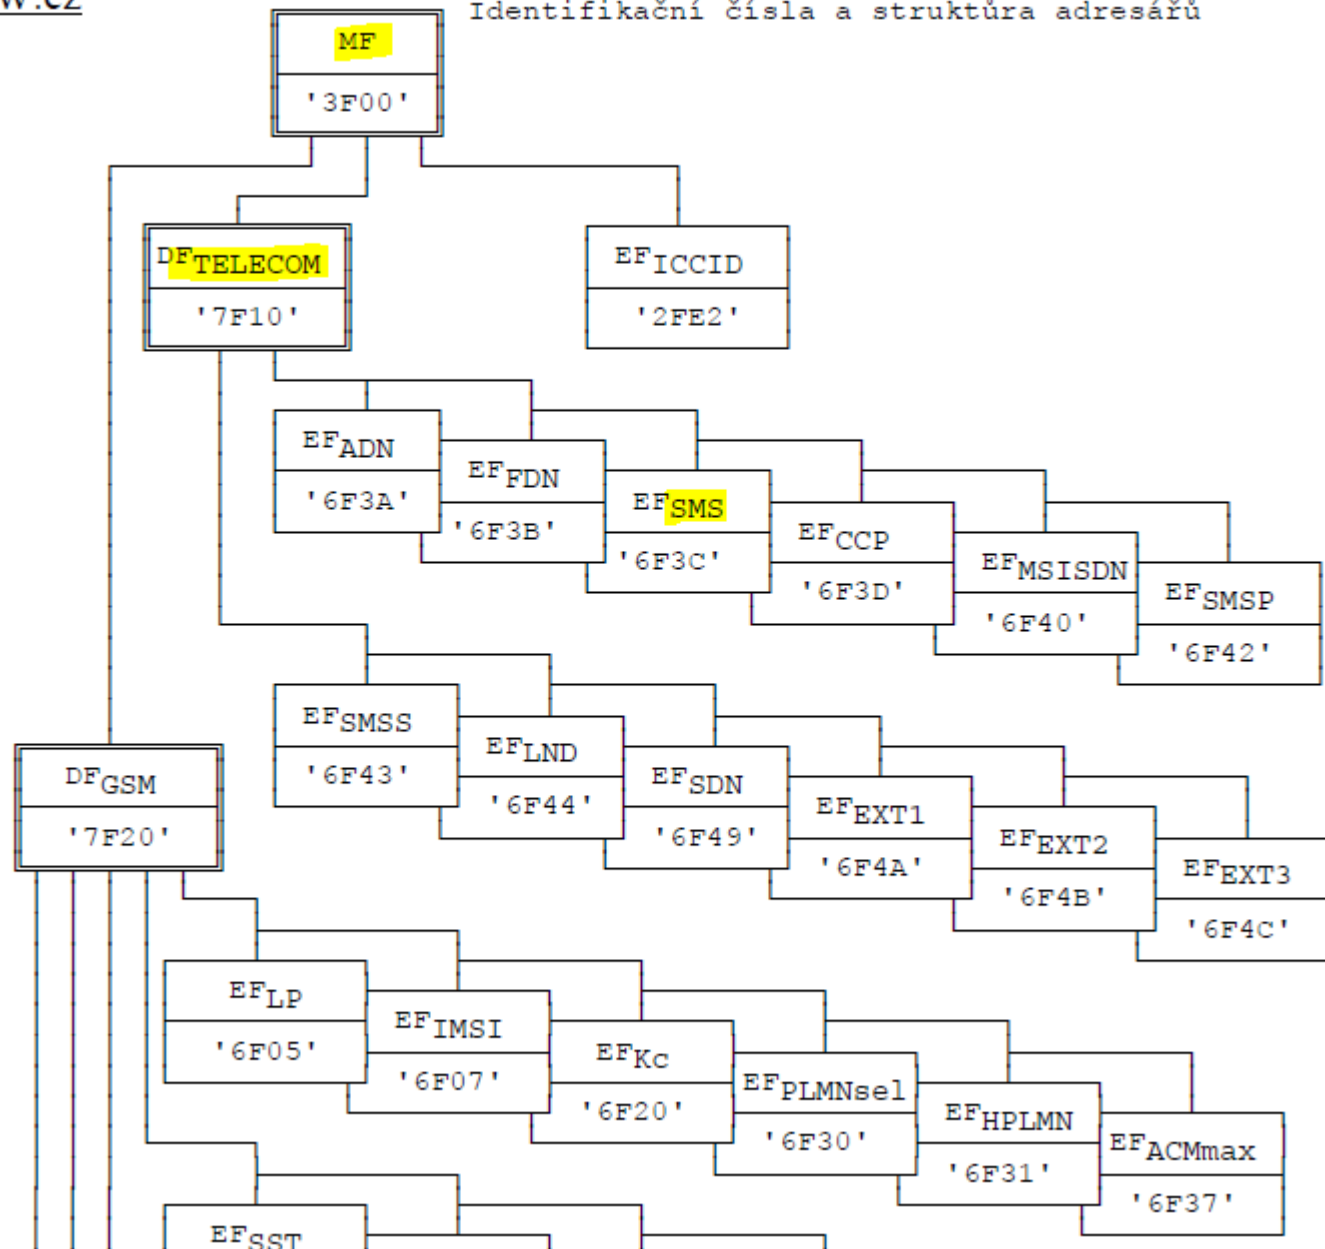 w.cz
Identifikační čísla a struktůra adresářů
MF
'3F00'
DFTELECOM
'7F10'
EFICCID
'2FE2'
EFADN
'6F3A'
EFFDN
'6F3B'
EFSMS
'6F3C'
EFCCP
'6F3D'
EFMSISDN
'6F40'
EFSMSP
'6F42'
EFSMSS
'6F43'
EFLND
'6F44'
EFSDN
'6F49'
EFEXT1
'6F4A'
EFEXT2
'6F4B'
EFEXT3
'6F4C'
DFGSM
'7F20'
EFLP
'6F05'
EFIMSI
'6F07'
EFKc
'6F20'
EFPLMNsel
'6F30'
EFHPLMN
'6F31'
EFACMmax
'6F37'
EFSST